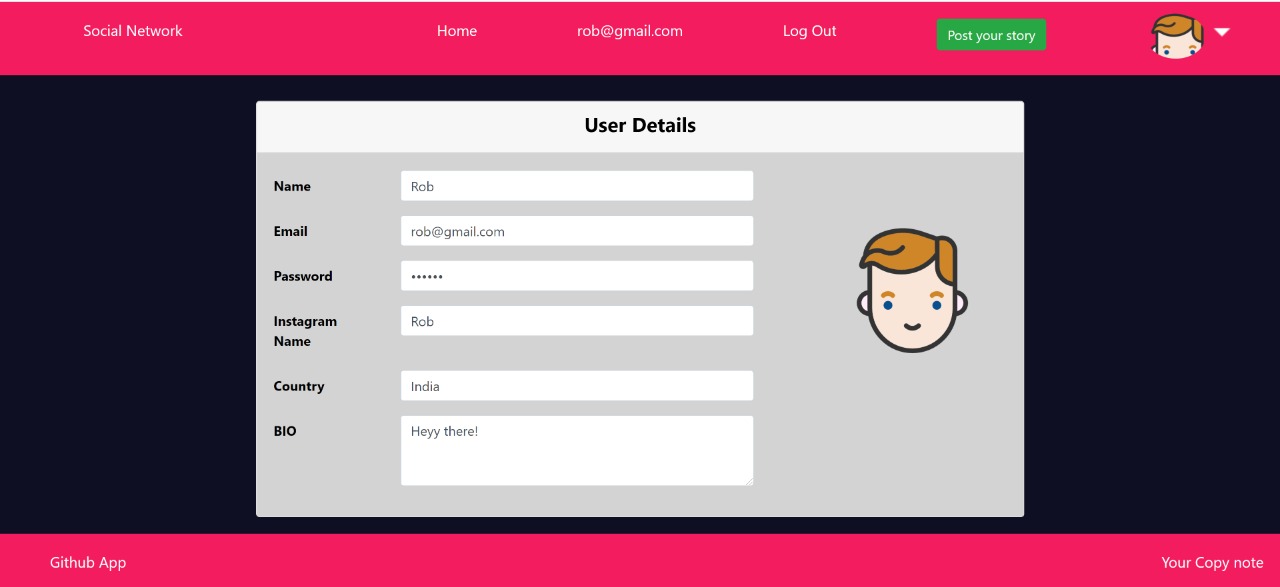 Social Network
Home
rob@gmail.com
Log Out
Post your story
User Details
Name
Rob
Email
rob@gmail.com
Password
••••••
Instagram
Name
Rob
Country
India
BIO
Heyy there!
Github App
Your Copy note